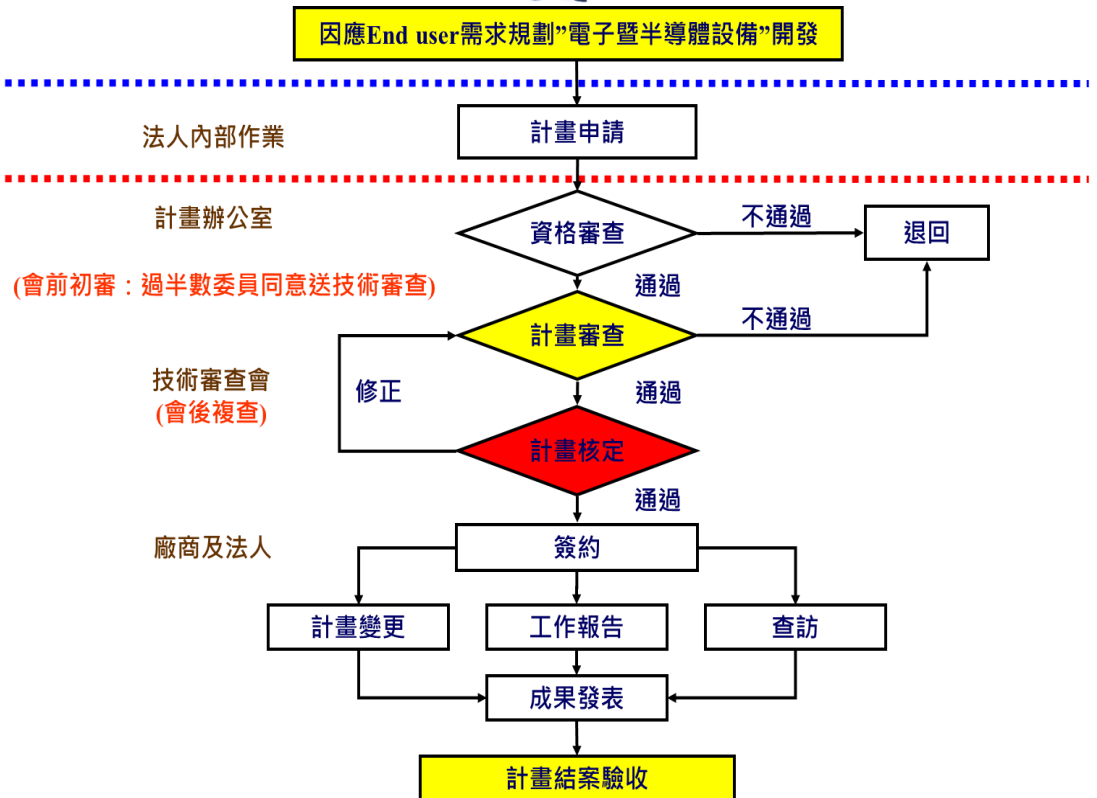 因應End user需求規劃”電子暨半導體設備”開發
法人內部作業
計畫申請
計畫辦公室
資格審查
不通過
退回
(會前初審：過半數委員同意送技術審查)
通過
計畫審查
不通過
技術審查會
(會後複查)
修正
通過
計畫核定
通過
廠商及法人
簽約
計畫變更
工作報告
查訪
成果發表
計畫結案驗收